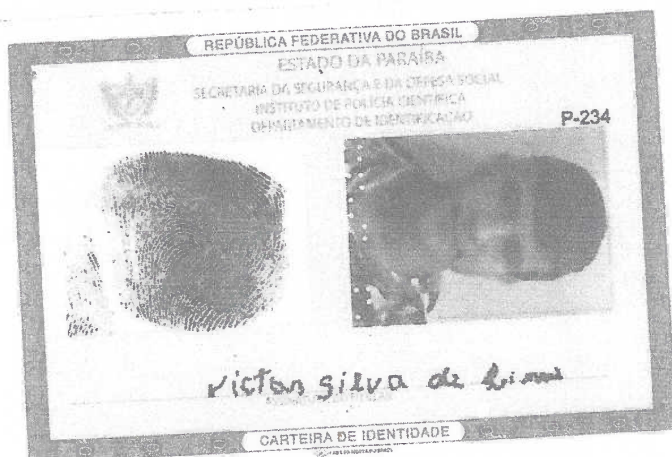 REPÚBLICA FEDERATIVA DO BRASIL
ESTADO DA PARAÍBA
SECRETARIA DA SEGURANÇA E DA DEFESA SOCIAL
INSTITUTO DE POLÍCIA CIENTÍFICA
DEPARTAMENTO DE IDENTIFICAÇÃO
P-234
Victor Silva de Lima
CARTEIRA DE IDENTIDADE